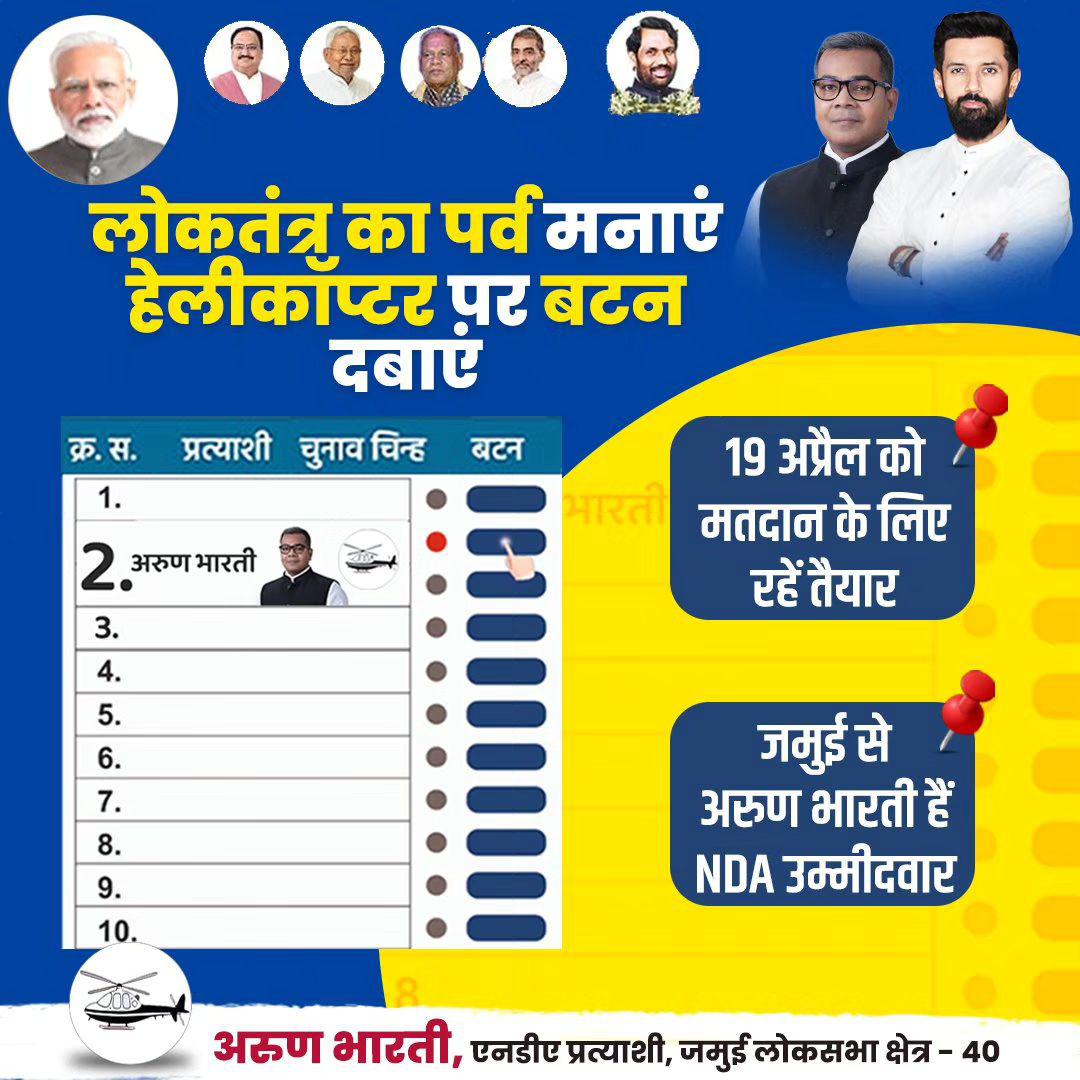 लोकतंत्र का पर्व मनाएं
हेलीकॉप्टर पर बटन
दबाएं
क्र. स. प्रत्याशी चुनाव चिन्ह बटन
1.
2. अरुण भारती
3.
4.
5.
6.
7.
8.
9.
10.
भारती
19 अप्रैल को
मतदान के लिए
रहें तैयार
जमुई से
अरुण भारती हैं
NDA उम्मीदवार
8
अरुण भारती, एनडीए प्रत्याशी, जमुई लोकसभा क्षेत्र - 40